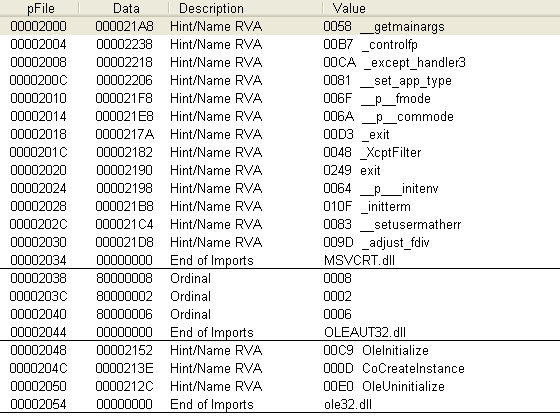 pFile Data Description Value
00002000 000021A8 Hint/Name RVA 0058 __getmainargs
00002004 00002238 Hint/Name RVA 00B7 _controlfp
00002008 00002218 Hint/Name RVA 00CA _except_handler3
0000200C 00002206 Hint/Name RVA 0081 __set_app_type
00002010 000021F8 Hint/Name RVA 006F __p__fmode
00002014 000021E8 Hint/Name RVA 006A __p__commode
00002018 0000217A Hint/Name RVA 00D3 _exit
0000201C 00002182 Hint/Name RVA 0048 _XcptFilter
00002020 00002190 Hint/Name RVA 0249 exit
00002024 00002198 Hint/Name RVA 0064 __p___initenv
00002028 000021B8 Hint/Name RVA 010F _initterm
0000202C 000021C4 Hint/Name RVA 0083 __setusermatherr
00002030 000021D8 Hint/Name RVA 009D _adjust_fdiv
00002034 00000000 End of Imports MSVCRT.dll
00002038 80000008 Ordinal 0008
0000203C 80000002 Ordinal 0002
00002040 80000006 Ordinal 0006
00002044 00000000 End of Imports OLEAUT32.dll
00002048 00002152 Hint/Name RVA 00C9 OleInitialize
0000204C 0000213E Hint/Name RVA 000D CoCreateInstance
00002050 0000212C Hint/Name RVA 00E0 OleUninitialize
00002054 00000000 End of Imports ole32.dll